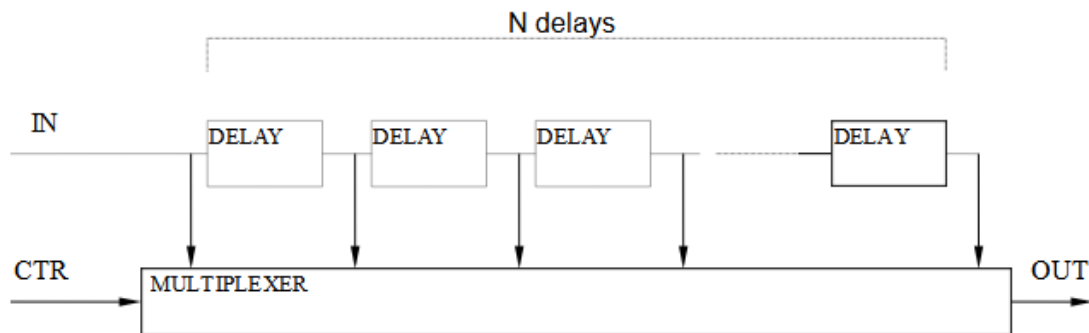 N delays
IN
DELAY
DELAY
DELAY
DELAY
CTR
MULTIPLEXER
OUT